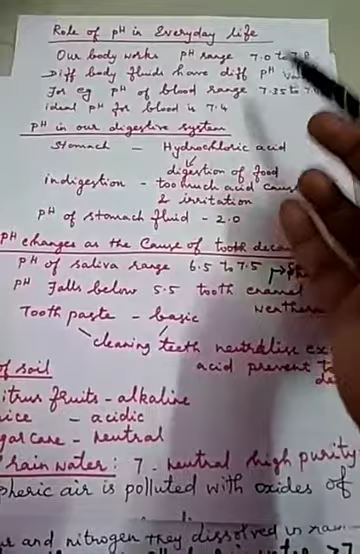 Role of pH in Everyday life
Our body works pH range 7.0 to 7.8
Diff body fluids have diff pH
For eg pH of blood range 7.35 to
ideal pH for blood is 7.4
pH in our digestive system
Stomach - Hydrochloric acid
digestion of food
indigestion - too much acid
& irritation
pH of stomach fluid - 2.0
pH changes as the Cause of tooth
pH of saliva range 6.5 to 7.5
pH Falls below 5.5 tooth enamel
Tooth paste - basic
cleaning teeth neutralise
acid prevent
of soil
itrus fruits - alkaline
ice - acidic
gar cane - neutral
rain water: 7 - neutral high purity
pheric air is polluted with oxides of
and nitrogen they dissolved in